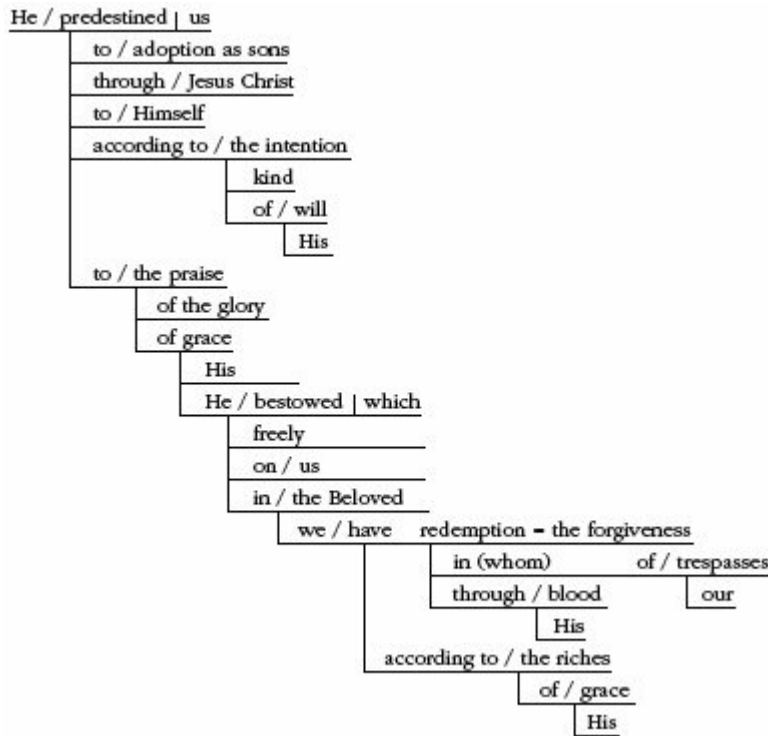 He / predestined | us
to / adoption as sons
through / Jesus Christ
to / Himself
according to / the intention
kind
of / will
His
to / the praise
of the glory
of grace
His
He / bestowed | which
freely
on / us
in / the Beloved
we / have redemption = the forgiveness
in (whom) of / trespasses
through / blood our
His
according to / the riches
of / grace
His